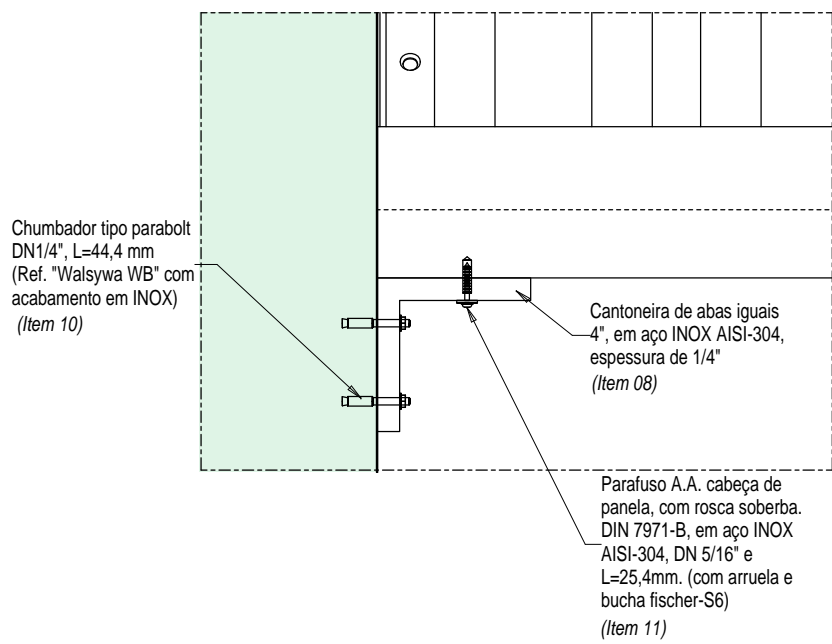 Chumbador tipo parabolt
DN1/4", L=44,4 mm
(Ref. "Walsywa WB" com
acabamento em INOX)
(Item 10)
Cantoneira de abas iguais
4", em aço INOX AISI-304,
espessura de 1/4"
(Item 08)
Parafuso A.A. cabeça de
panela, com rosca soberba.
DIN 7971-B, em aço INOX
AISI-304, DN 5/16" e
L=25,4mm. (com arruela e
bucha fischer-S6)
(Item 11)